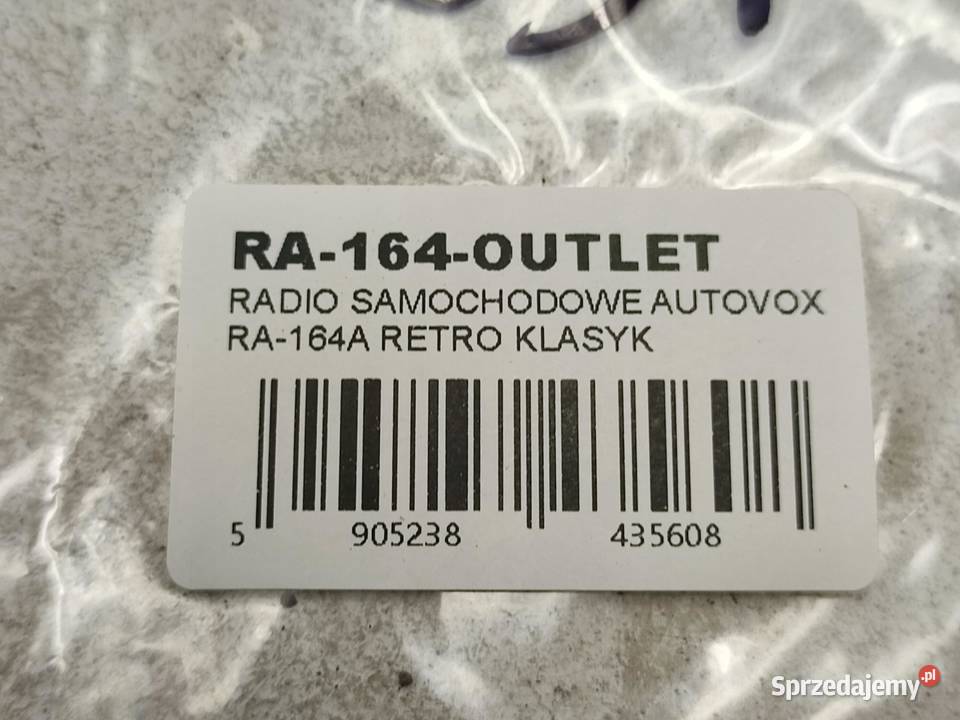 RA-164-OUTLET
RADIO SAMOCHODOWE AUTOVOX
RA-164A RETRO KLASYK
5 905238 435608
Sprzedajemy.pl